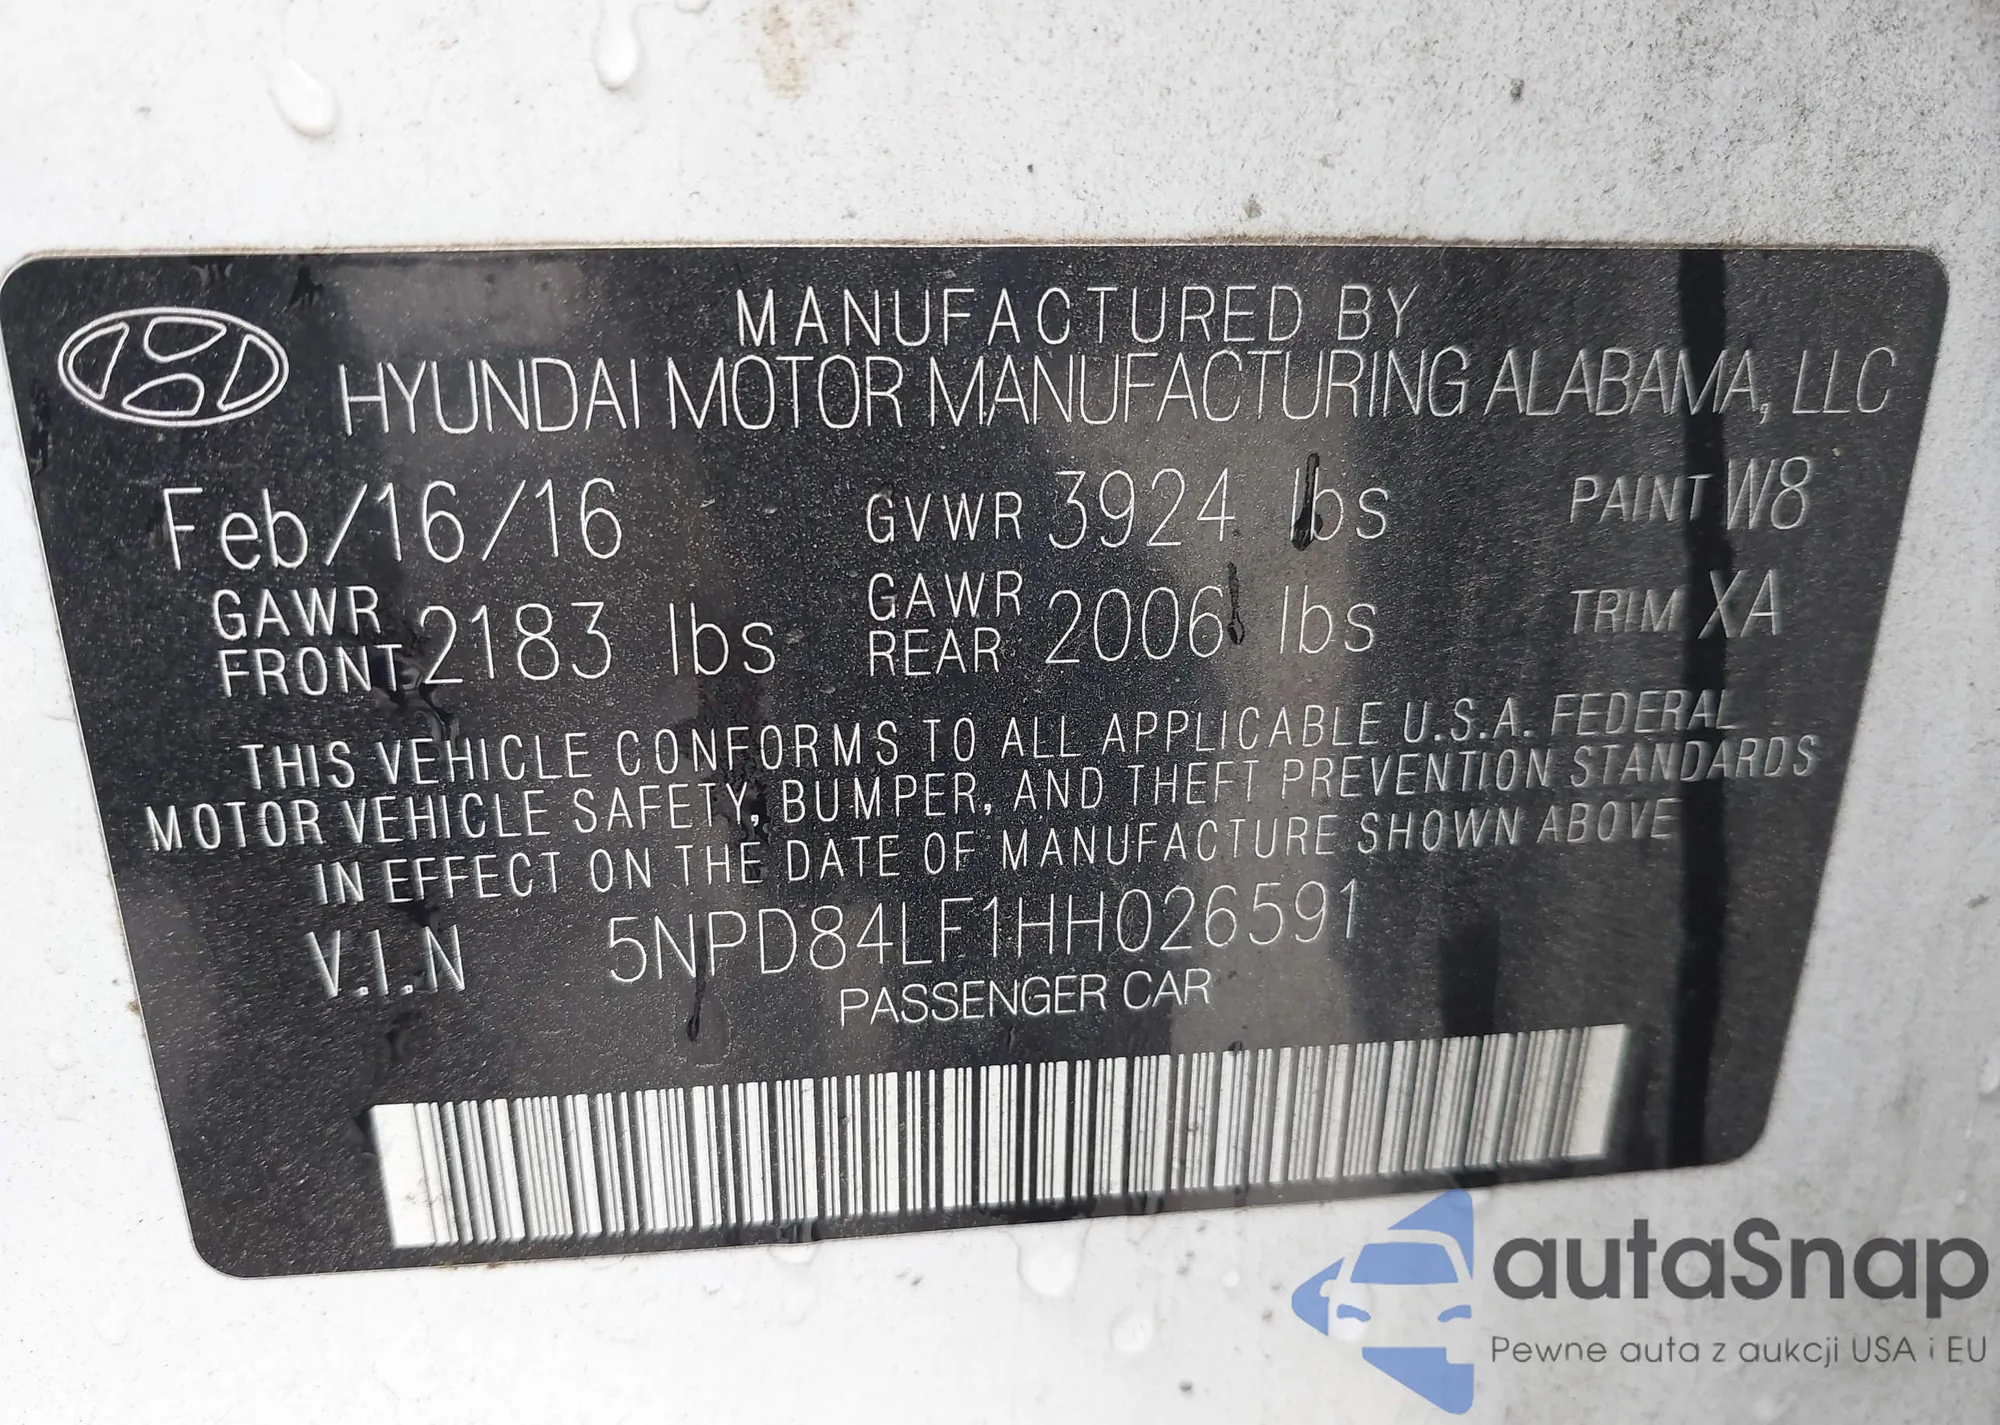 MANUFACTURED BY
HYUNDAI MOTOR MANUFACTURING ALABAMA, LLC
Feb/16/16 GVWR 3924 lbs PAINT W8
GAWR FRONT 2183 lbs GAWR REAR 2006 lbs TRIM XA
THIS VEHICLE CONFORMS TO ALL APPLICABLE U.S.A. FEDERAL
MOTOR VEHICLE SAFETY, BUMPER, AND THEFT PREVENTION STANDARDS
IN EFFECT ON THE DATE OF MANUFACTURE SHOWN ABOVE
V.I.N 5NPD84LF1HH026591
PASSENGER CAR
autaSnap
Pewne auta z aukcji USA i EU